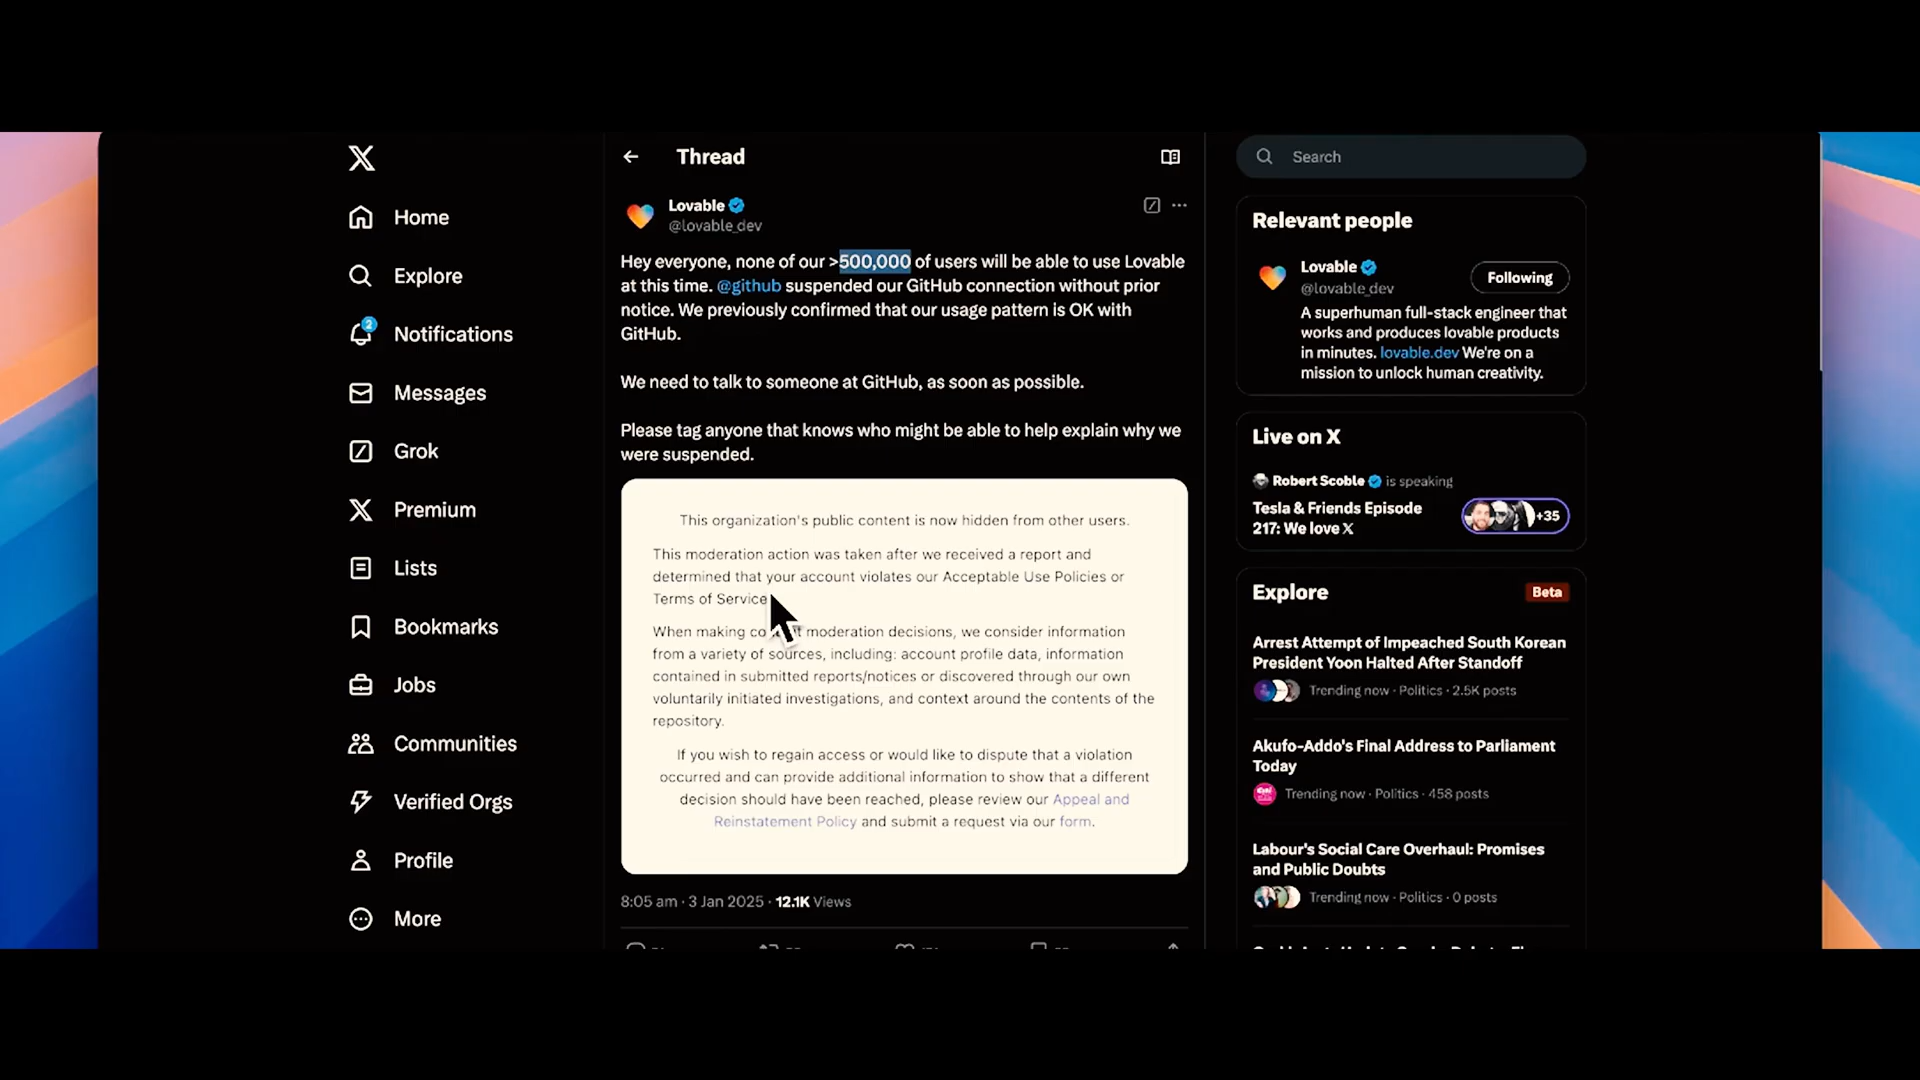 Home
Explore
2
Notifications
Messages
Grok
Premium
Lists
Bookmarks
Jobs
Communities
Verified Orgs
Profile
More
Thread
Lovable
@lovable_dev
Hey everyone, none of our >500,000 of users will be able to use Lovable
at this time. @github suspended our GitHub connection without prior
notice. We previously confirmed that our usage pattern is OK with
GitHub.
We need to talk to someone at GitHub, as soon as possible.
Please tag anyone that knows who might be able to help explain why we
were suspended.
This organization's public content is now hidden from other users.
This moderation action was taken after we received a report and
determined that your account violates our Acceptable Use Policies or
Terms of Service
When making moderation decisions, we consider information
from a variety of sources, including: account profile data, information
contained in submitted reports/notices or discovered through our own
voluntarily initiated investigations, and context around the contents of the
repository.
If you wish to regain access or would like to dispute that a violation
occurred and can provide additional information to show that a different
decision should have been reached, please review our Appeal and
Reinstatement Policy and submit a request via our form.
8:05 am · 3 Jan 2025 · 12.1K Views
Search
Relevant people
Lovable
@lovable_dev
Following
A superhuman full-stack engineer that
works and produces lovable products
in minutes. lovable.dev We're on a
mission to unlock human creativity.
Live on X
Robert Scoble is speaking
Tesla & Friends Episode
217: We love X
+35
Explore
Beta
Arrest Attempt of Impeached South Korean
President Yoon Halted After Standoff
Trending now · Politics · 2.5K posts
Akufo-Addo's Final Address to Parliament
Today
Trending now · Politics · 458 posts
Labour's Social Care Overhaul: Promises
and Public Doubts
Trending now · Politics · 0 posts